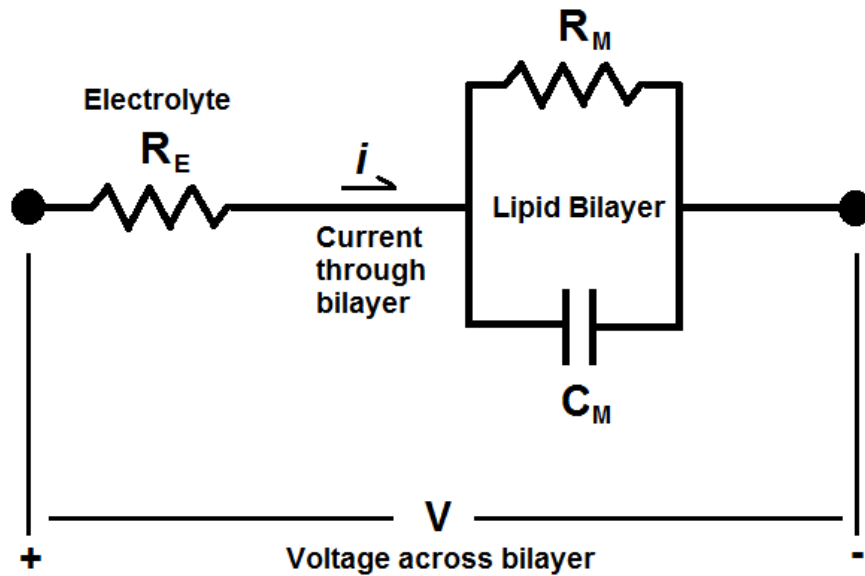 R_M
Electrolyte
R_E
i
Lipid Bilayer
Current
through
bilayer
C_M
V
+
Voltage across bilayer
-